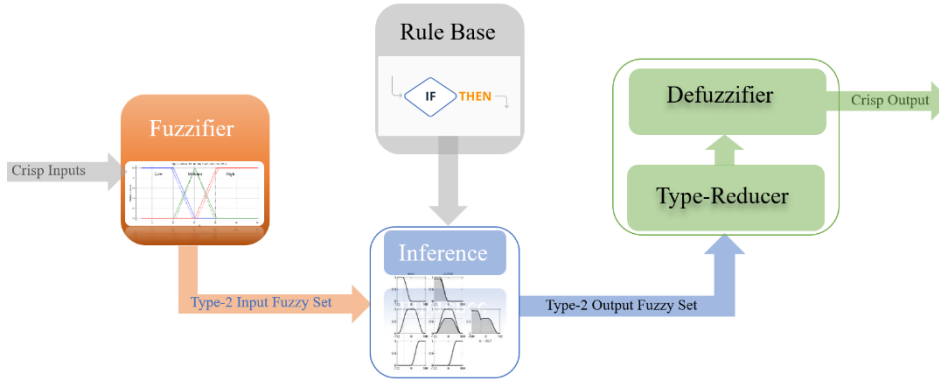 Rule Base
IF THEN
Fuzzifier
Low
High
Crisp Inputs
Defuzzifier
Crisp Output
Type-Reducer
Inference
Type-2 Input Fuzzy Set
Type-2 Output Fuzzy Set